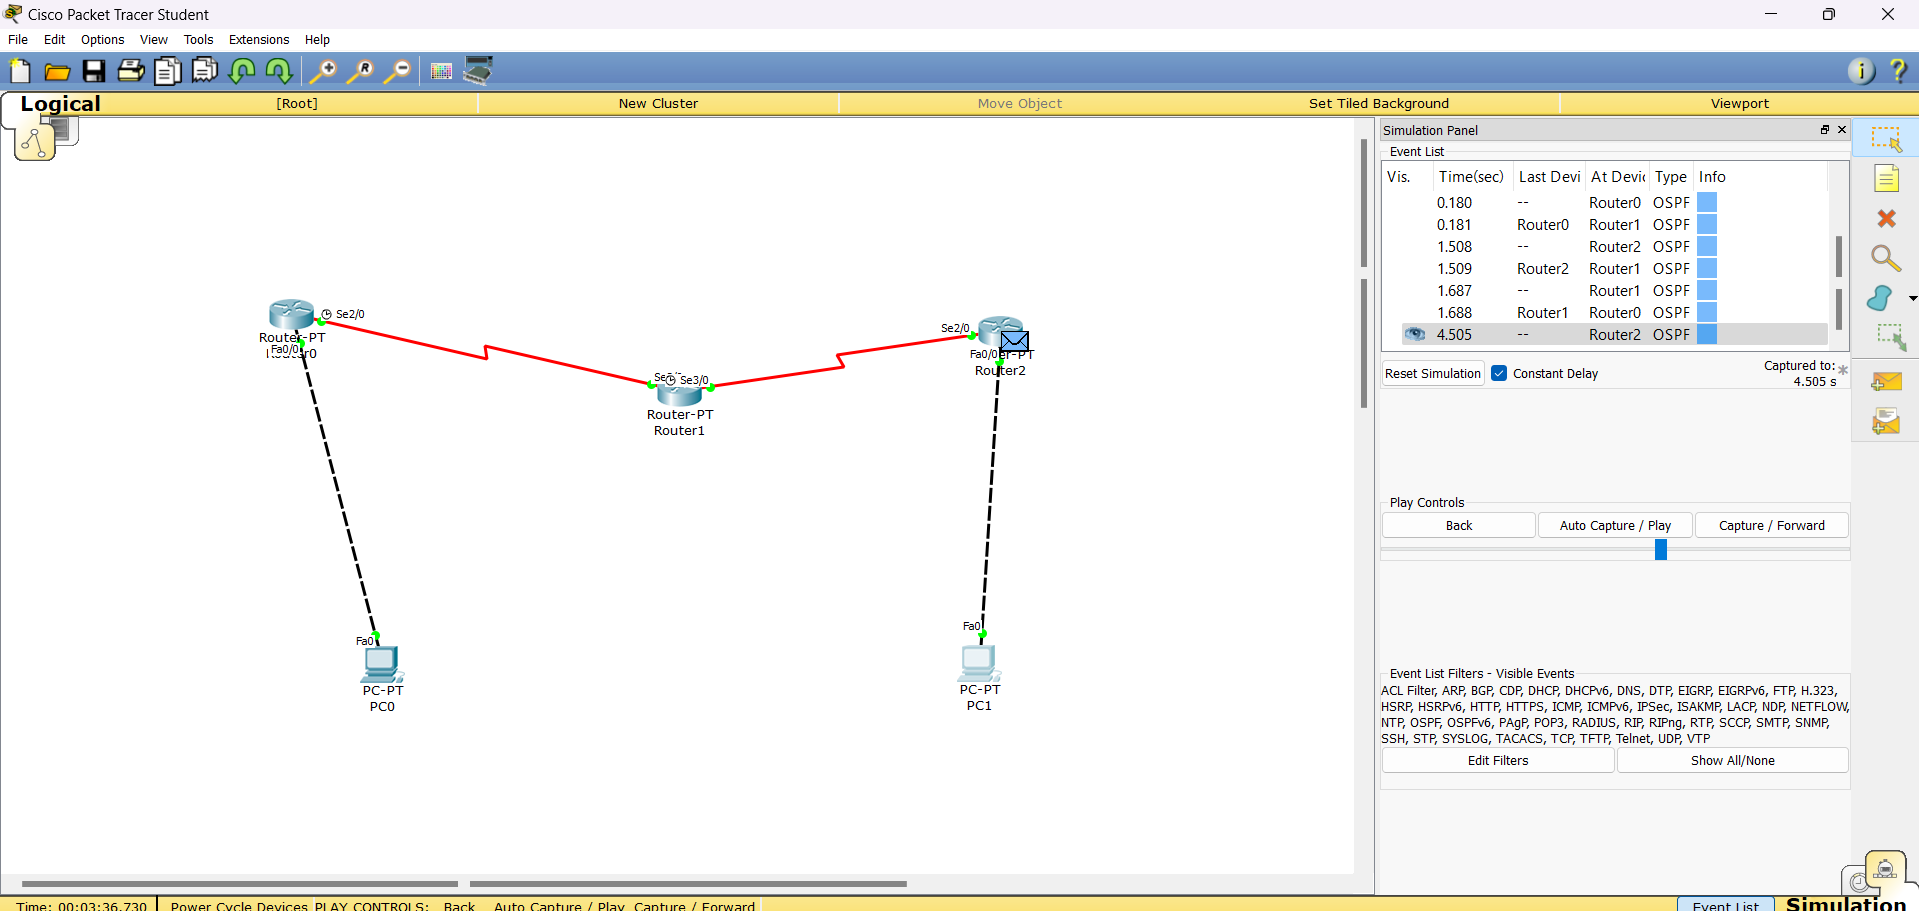 Cisco Packet Tracer Student
File Edit Options View Tools Extensions Help
Logical [Root] New Cluster Move Object Set Tiled Background Viewport
Simulation Panel
Event List
Vis. Time(sec) Last Devi At Devic Type Info
0.180 -- Router0 OSPF
0.181 Router0 Router1 OSPF
1.508 -- Router2 OSPF
1.509 Router2 Router1 OSPF
1.687 -- Router1 OSPF
1.688 Router1 Router0 OSPF
4.505 -- Router2 OSPF
Reset Simulation Constant Delay Captured to: *
4.505 s
Se2/0
Router-PT
Fa0/0
Se2/0
Fa0/0 er-PT
Router2
Se3/0
Router-PT
Router1
Fa0
PC-PT
PC0
Fa0
PC-PT
PC1
Play Controls
Back Auto Capture / Play Capture / Forward
Event List Filters - Visible Events
ACL Filter, ARP, BGP, CDP, DHCP, DHCPv6, DNS, DTP, EIGRP, EIGRPv6, FTP, H.323,
HSRP, HSRPv6, HTTP, HTTPS, ICMP, ICMPv6, IPSec, ISAKMP, LACP, NDP, NETFLOW,
NTP, OSPF, OSPFv6, PAgP, POP3, RADIUS, RIP, RIPng, RTP, SCCP, SMTP, SNMP,
SSH, STP, SYSLOG, TACACS, TCP, TFTP, Telnet, UDP, VTP
Edit Filters Show All/None
Time: 00:03:36.730 Power Cycle Devices PLAY CONTROLS: Back Auto Capture / Play Capture / Forward Event List Simulation